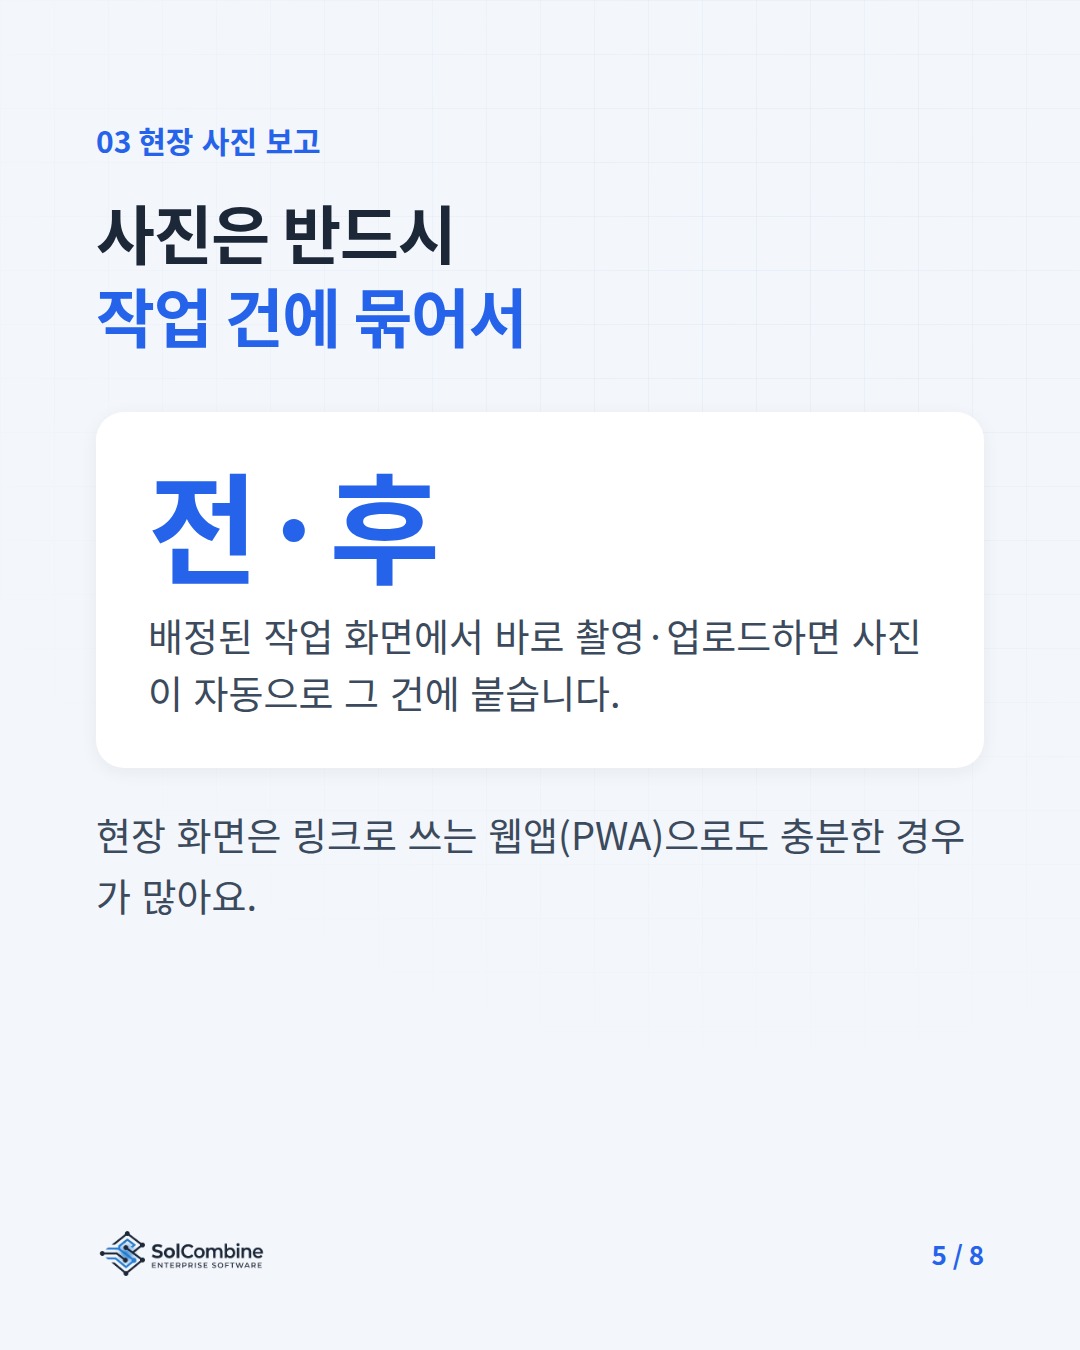 03 현장 사진 보고
사진은 반드시
작업 건에 묶어서
전·후
배정된 작업 화면에서 바로 촬영·업로드하면 사진
이 자동으로 그 건에 붙습니다.
현장 화면은 링크로 쓰는 웹앱(PWA)으로도 충분한 경우
가 많아요.
SolCombine
ENTERPRISE SOFTWARE
5 / 8